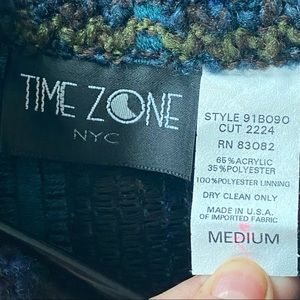 TIME ZONE
NYC
STYLE 91B090
CUT 2224
RN 83082
65% ACRYLIC
35% POLYESTER
100% POLYESTER LINNING
DRY CLEAN ONLY
MADE IN U.S.A.
OF IMPORTED FABRIC
MEDIUM